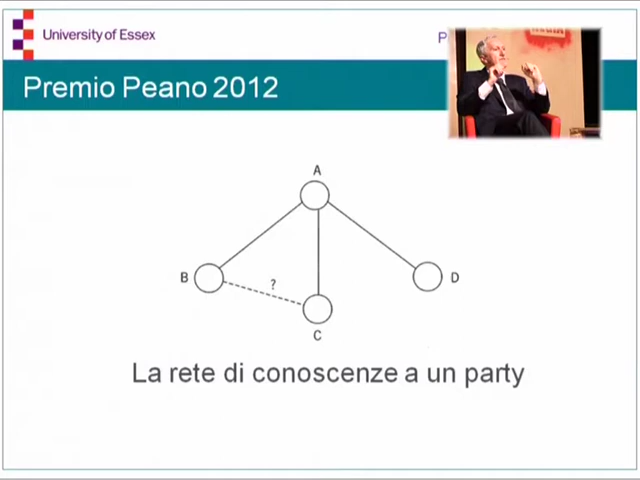 University of Essex
P
Premio Peano 2012
A
B
?
D
C
La rete di conoscenze a un party